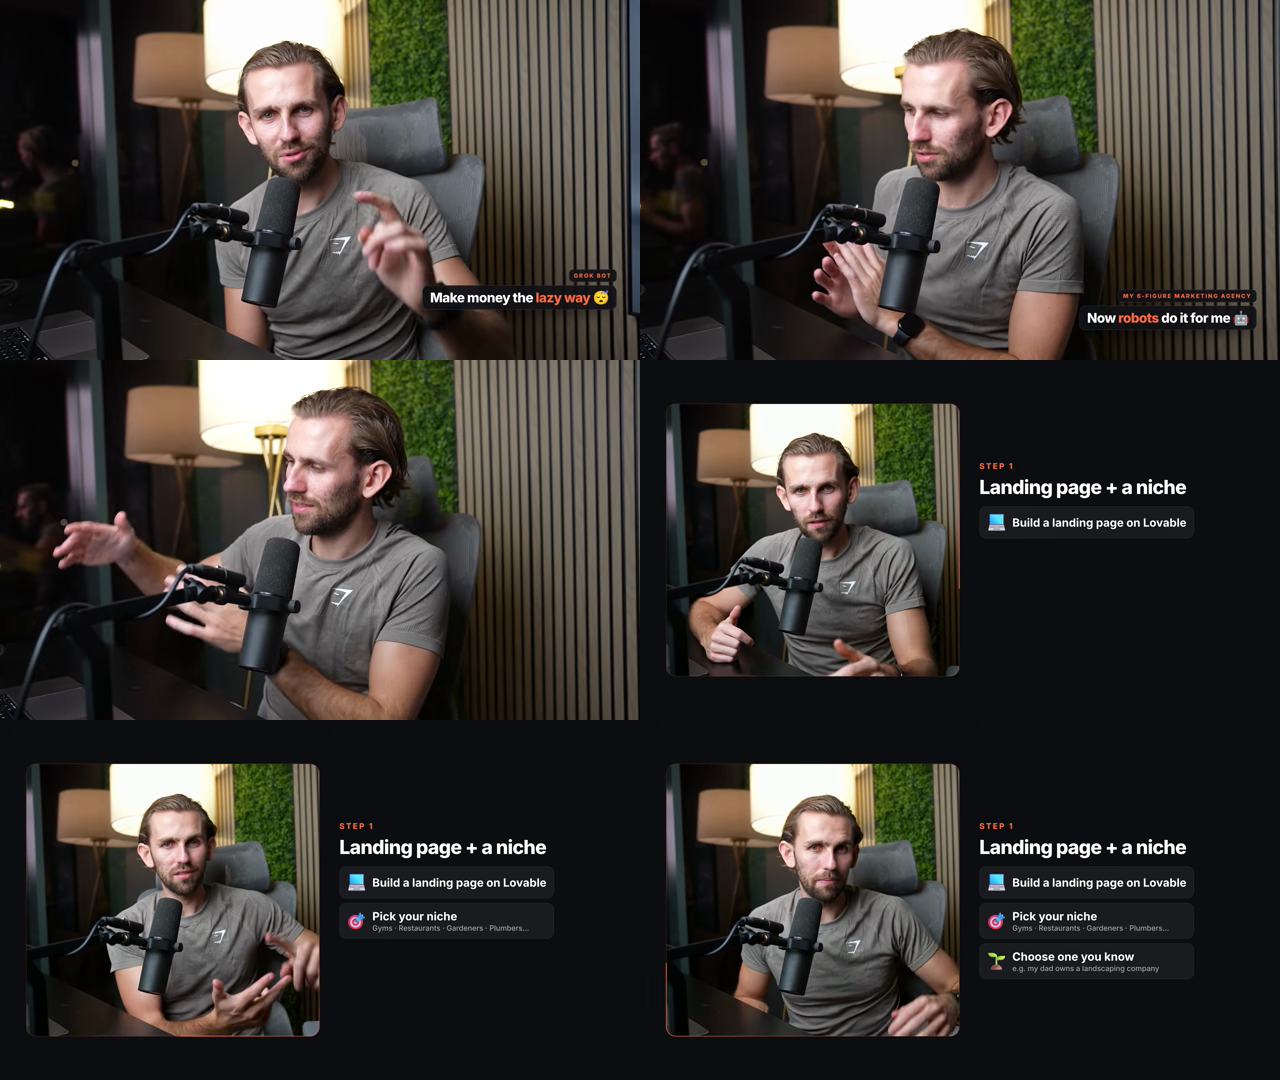 GROK BOT
Make money the lazy way 😴
MY 6-FIGURE MARKETING AGENCY
Now robots do it for me 🤖
STEP 1
Landing page + a niche
💻 Build a landing page on Lovable
STEP 1
Landing page + a niche
💻 Build a landing page on Lovable
🎯 Pick your niche
Gyms · Restaurants · Gardeners · Plumbers...
STEP 1
Landing page + a niche
💻 Build a landing page on Lovable
🎯 Pick your niche
Gyms · Restaurants · Gardeners · Plumbers...
🌱 Choose one you know
e.g. my dad owns a landscaping company